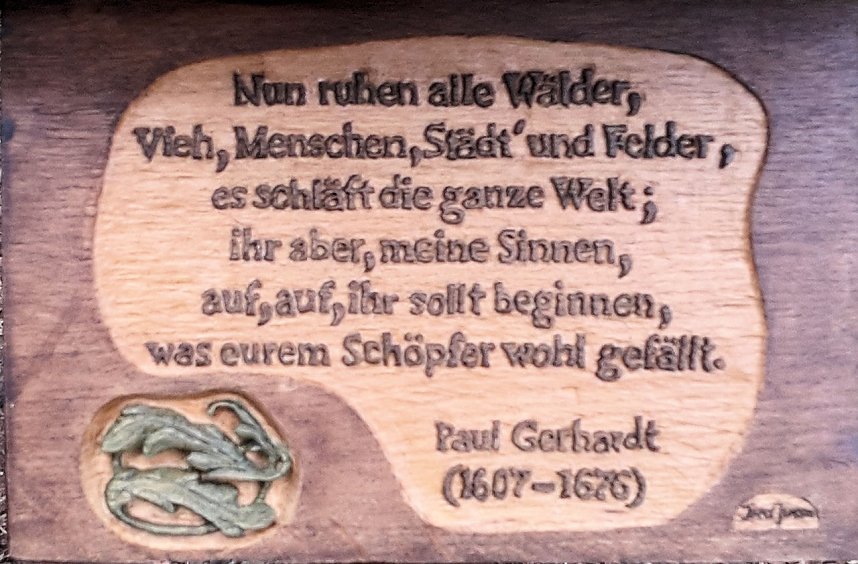 Nun ruhen alle Wälder,
Vieh, Menschen, Städt' und Felder,
es schläft die ganze Welt;
ihr aber, meine Sinnen,
auf, auf, ihr sollt beginnen,
was eurem Schöpfer wohl gefällt.
Paul Gerhardt
(1607-1676)